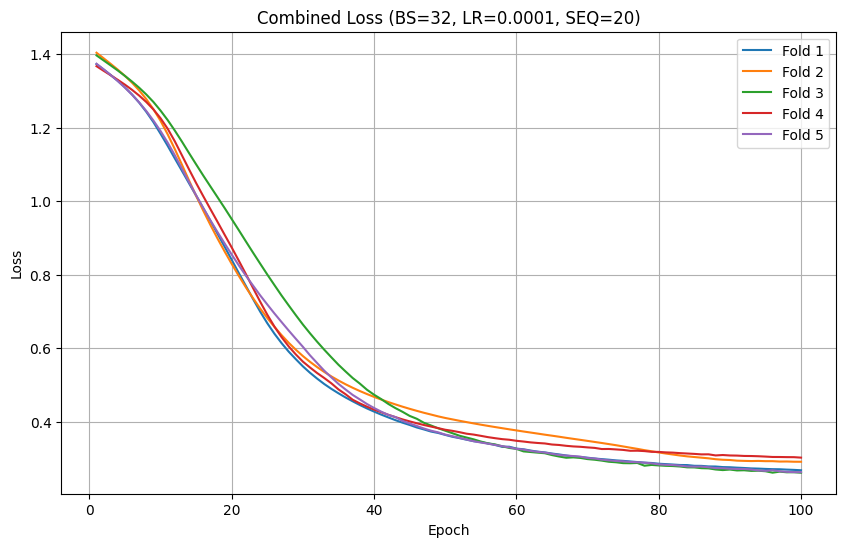 Combined Loss (BS=32, LR=0.0001, SEQ=20)
Fold 1
Fold 2
Fold 3
Fold 4
Fold 5
Loss
1.4
1.2
1.0
0.8
0.6
0.4
0 20 40 60 80 100
Epoch